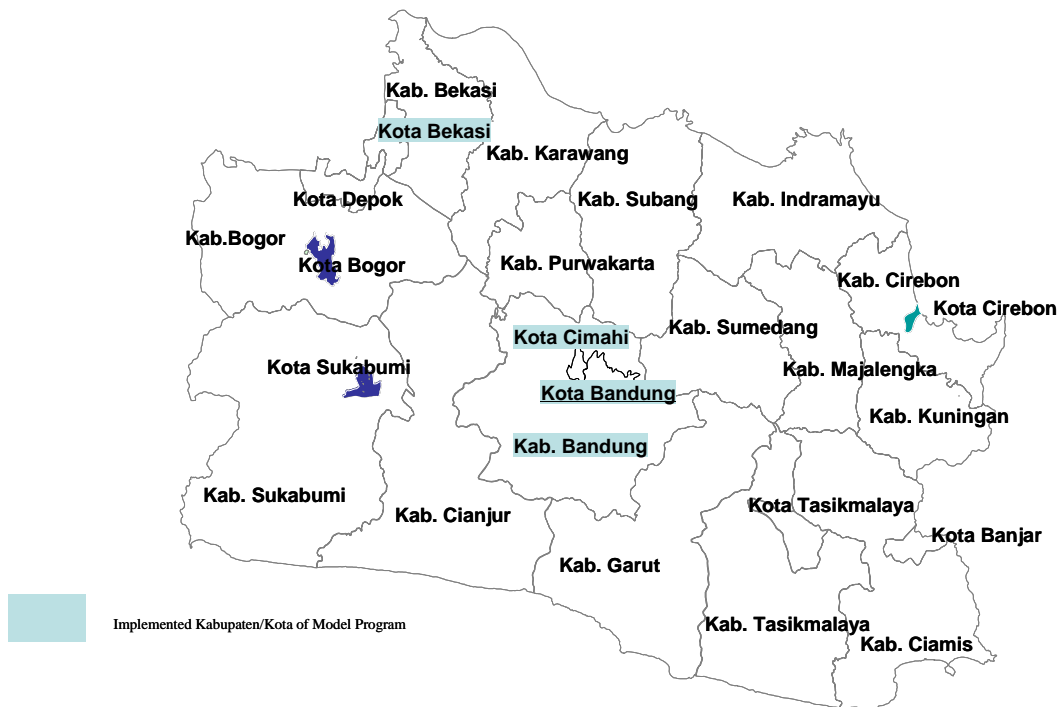 Kab. Bekasi
Kota Bekasi
Kab. Karawang
Kota Depok
Kab. Subang
Kab. Indramayu
Kab.Bogor
Kota Bogor
Kab. Purwakarta
Kab. Cirebon
Kota Cirebon
Kota Cimahi
Kab. Sumedang
Kota Sukabumi
Kab. Majalengka
Kota Bandung
Kab. Kuningan
Kab. Bandung
Kab. Sukabumi
Kota Tasikmalaya
Kab. Cianjur
Kota Banjar
Kab. Garut
Implemented Kabupaten/Kota of Model Program
Kab. Tasikmalaya
Kab. Ciamis